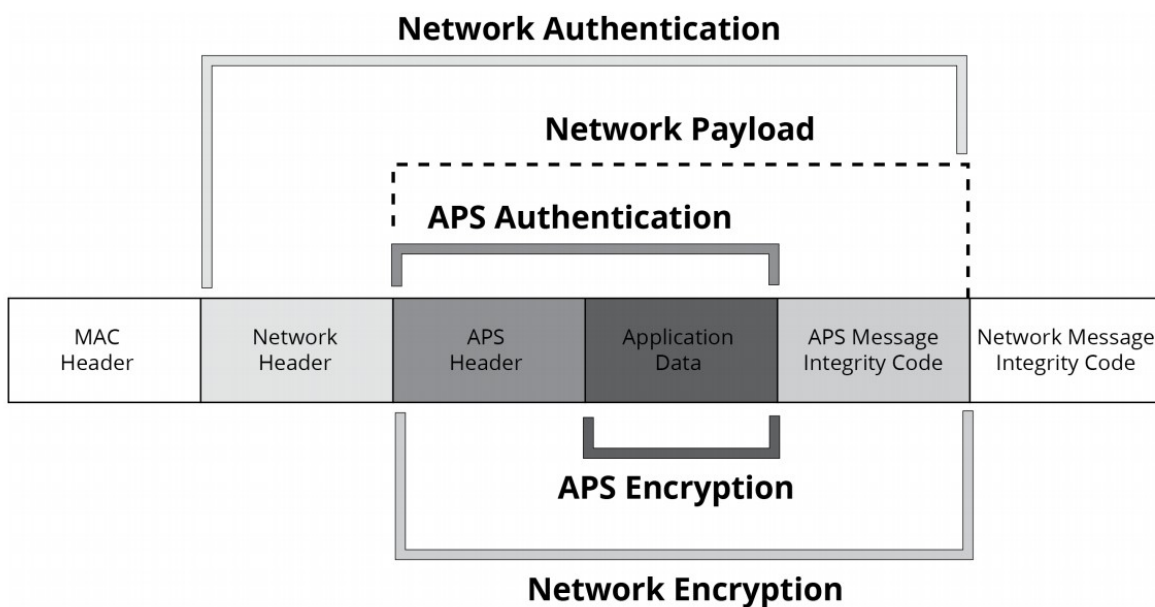 Network Authentication
Network Payload
APS Authentication
MAC
Header
Network
Header
APS
Header
Application
Data
APS Message
Integrity Code
Network Message
Integrity Code
APS Encryption
Network Encryption